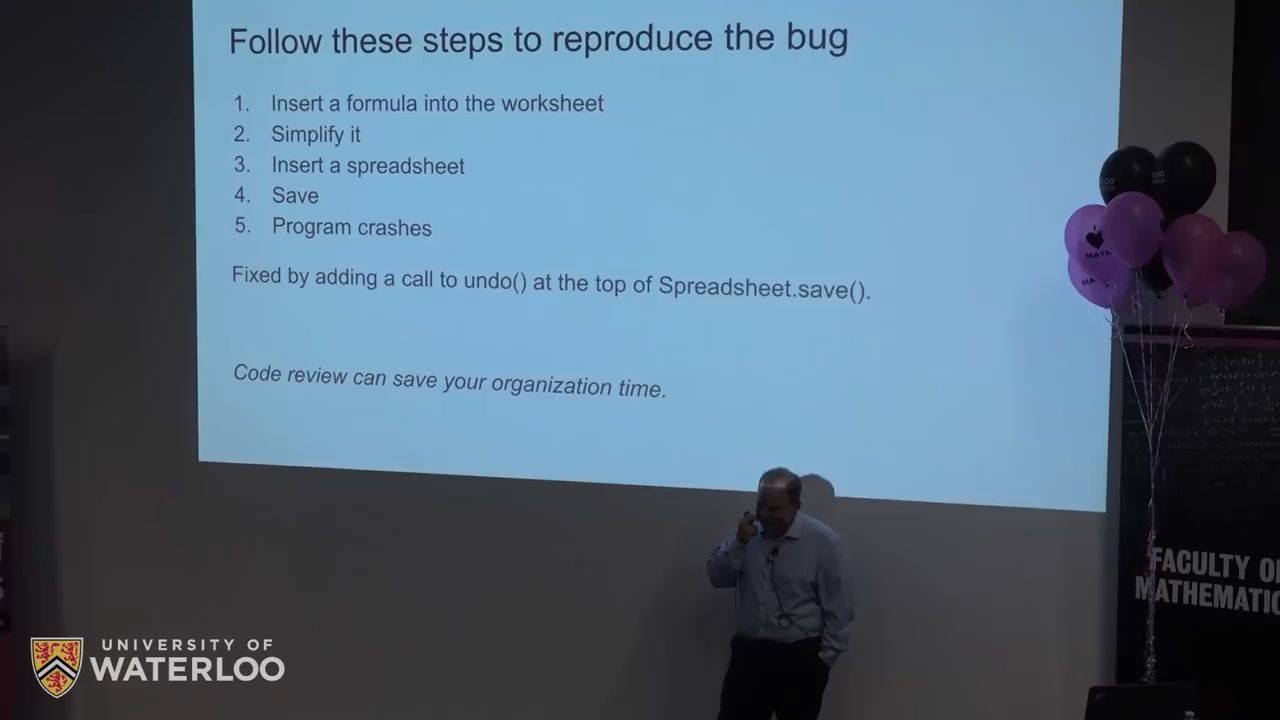 Follow these steps to reproduce the bug
1. Insert a formula into the worksheet
2. Simplify it
3. Insert a spreadsheet
4. Save
5. Program crashes
Fixed by adding a call to undo() at the top of Spreadsheet.save().
Code review can save your organization time.
MATH
MA
FACULTY O
MATHEMATIC
UNIVERSITY OF
WATERLOO